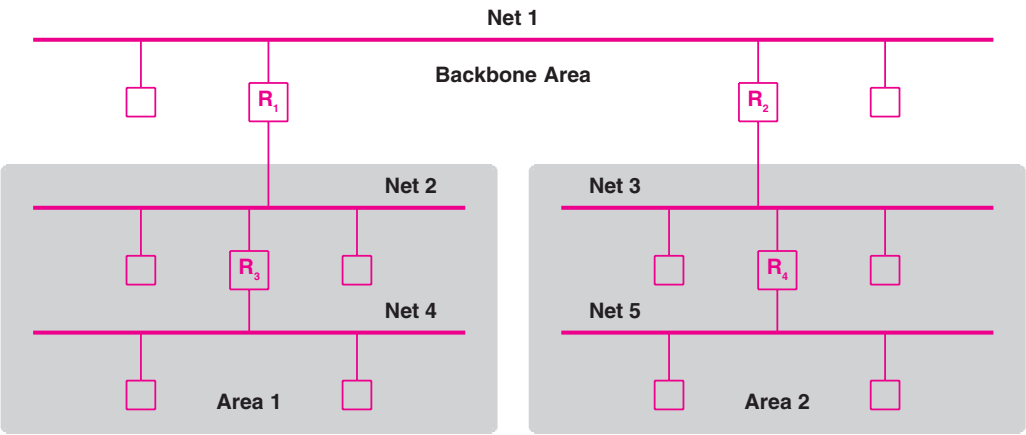 Net 1
Backbone Area
R1
R2
Net 2
Net 3
R3
R4
Net 4
Net 5
Area 1
Area 2